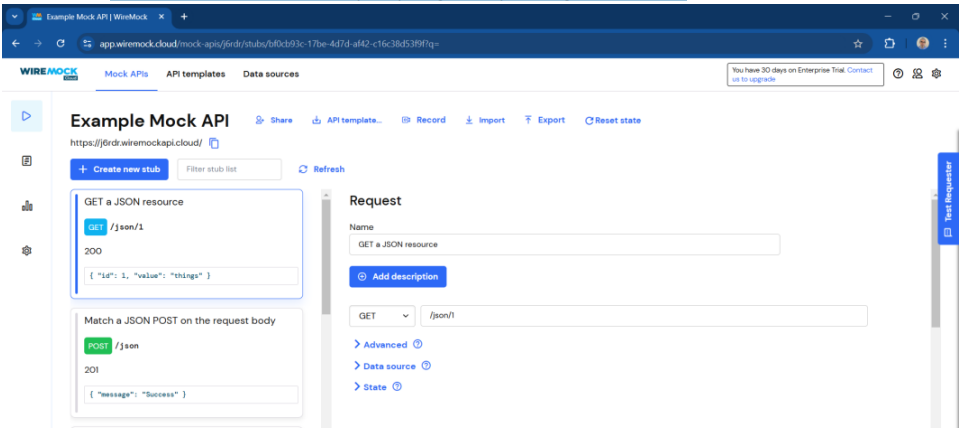 Example Mock API | WireMock
app.wiremock.cloud/mock-apis/j6rdr/stubs/bf0cb93c-17be-4d7d-af42-c16c38d53f9f?q=
WIREMOCK
Cloud
Mock APIs API templates Data sources
You have 30 days on Enterprise Trial. Contact
us to upgrade
Example Mock API Share API template... Record Import Export Reset state
https://j6rdr.wiremockapi.cloud/
+ Create new stub Filter stub list Refresh
GET a JSON resource
GET /json/1
200
{ "id": 1, "value": "things" }
Match a JSON POST on the request body
POST /json
201
{ "message": "Success" }
Request
Name
GET a JSON resource
Add description
GET /json/1
Advanced
Data source
State
Test Requester